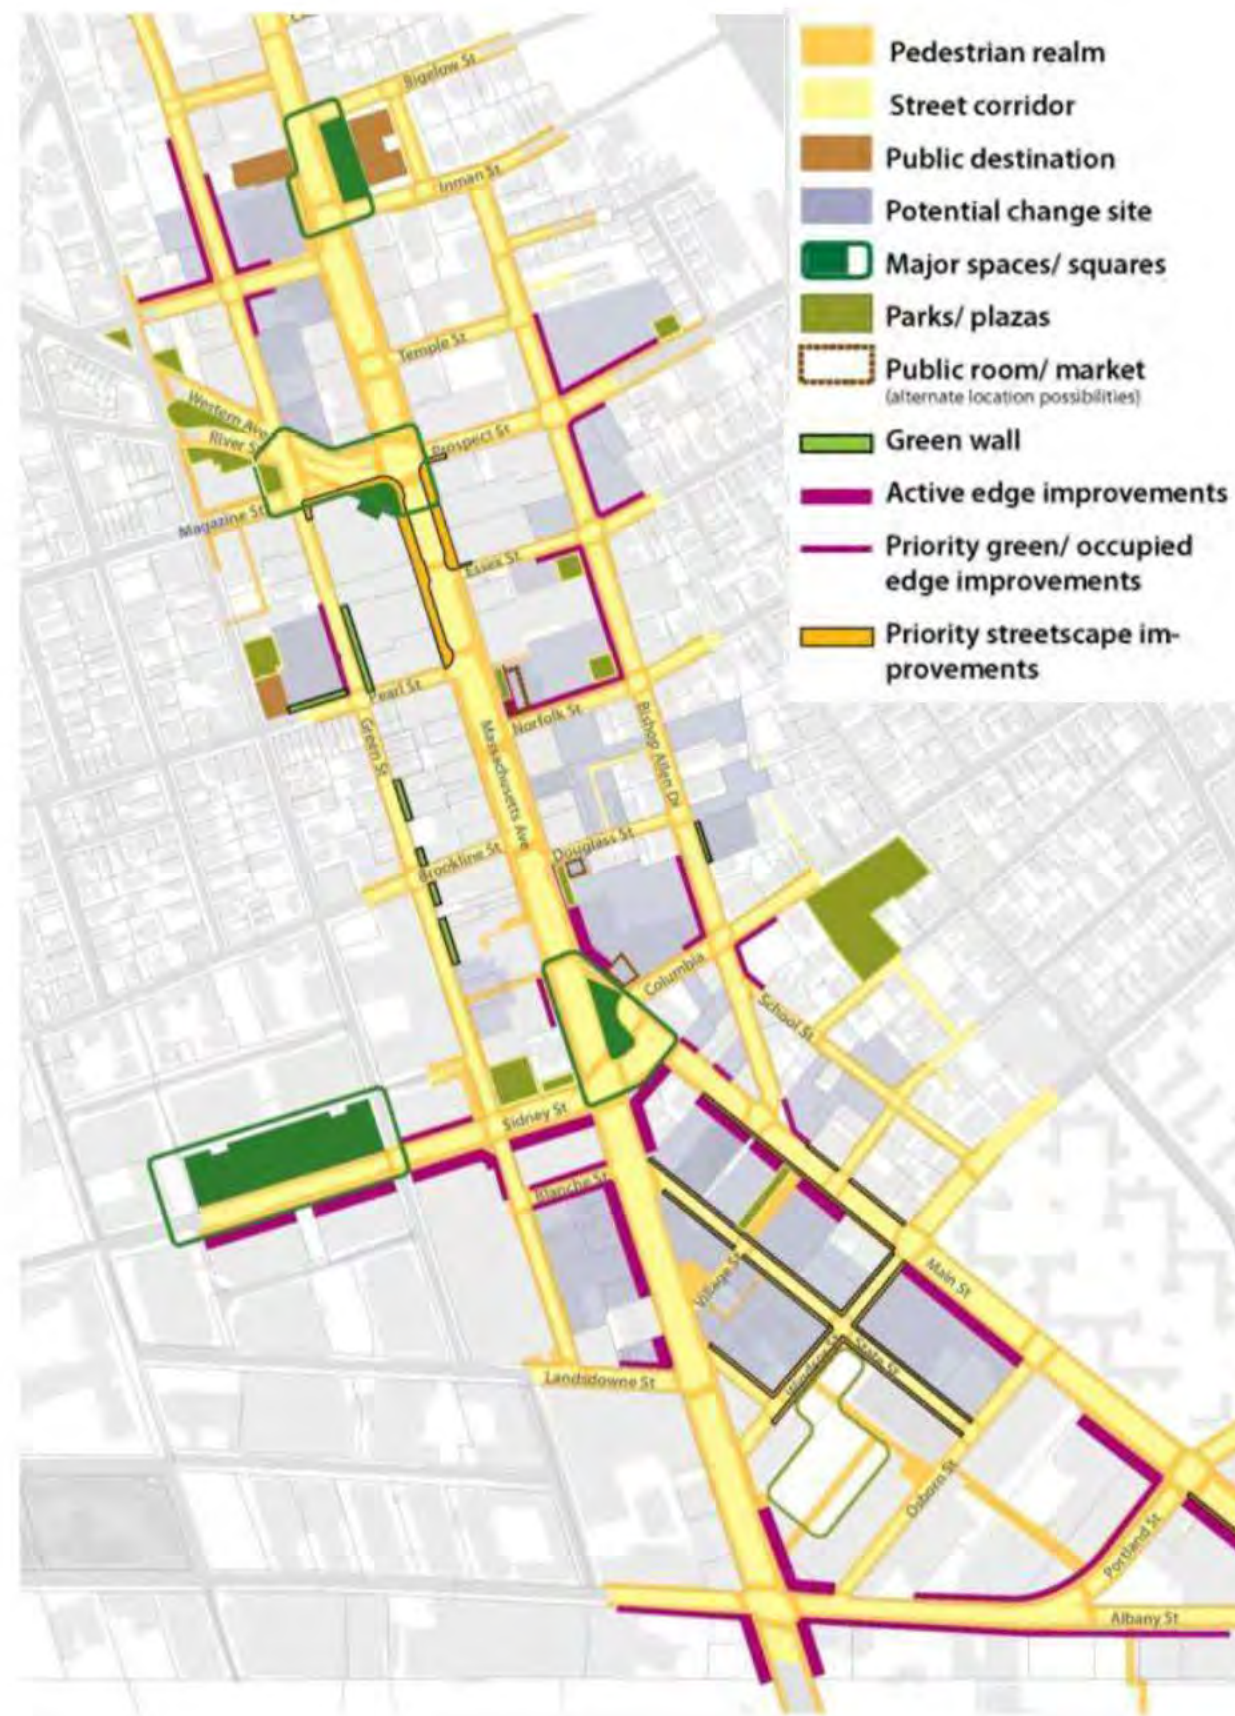 Pedestrian realm
Street corridor
Public destination
Potential change site
Major spaces/ squares
Parks/ plazas
Public room/ market
(alternate location possibilities)
Green wall
Active edge improvements
Priority green/ occupied
edge improvements
Priority streetscape im-
provements
Bigelow St
Inman St
Temple St
Western Ave
River St
Prospect St
Magazine St
Essex St
Pearl St
Norfolk St
Green St
Massachusetts Ave
Bishop Allen Dr
Douglass St
Brookline St
Columbia
School St
Sidney St
Blanche St
Village St
Main St
State St
Landsdowne St
Osborn St
Portland St
Albany St